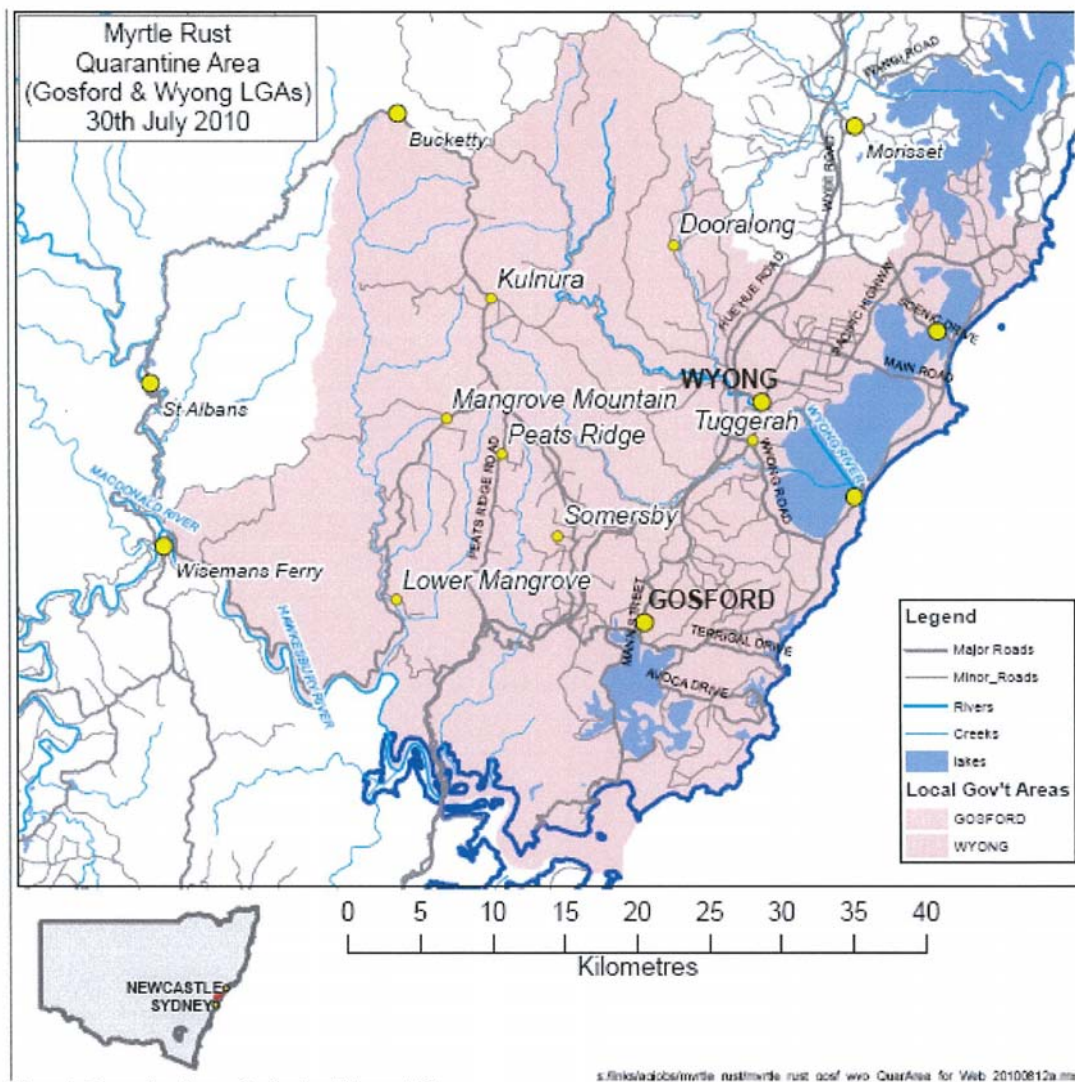 Myrtle Rust
Quarantine Area
(Gosford & Wyong LGAs)
30th July 2010
Bucketty
IYANGI ROAD
Morisset
WYEE ROAD
Dooralong
Kulnura
HUE HUE ROAD
PACIFIC HIGHWAY
SCENIC DRIVE
MAIN ROAD
St Albans
WYONG
Mangrove Mountain
Tuggerah
Peats Ridge
WYONG RIVER
WYONG ROAD
MACDONALD RIVER
PEATS RIDGE ROAD
Somersby
Wisemans Ferry
Lower Mangrove
GOSFORD
MANN STREET
TERRIGAL DRIVE
AVOCA DRIVE
HAWKESBURY RIVER
Legend
Major Roads
Minor_Roads
Rivers
Creeks
lakes
Local Gov't Areas
GOSFORD
WYONG
0 5 10 15 20 25 30 35 40
Kilometres
NEWCASTLE
SYDNEY